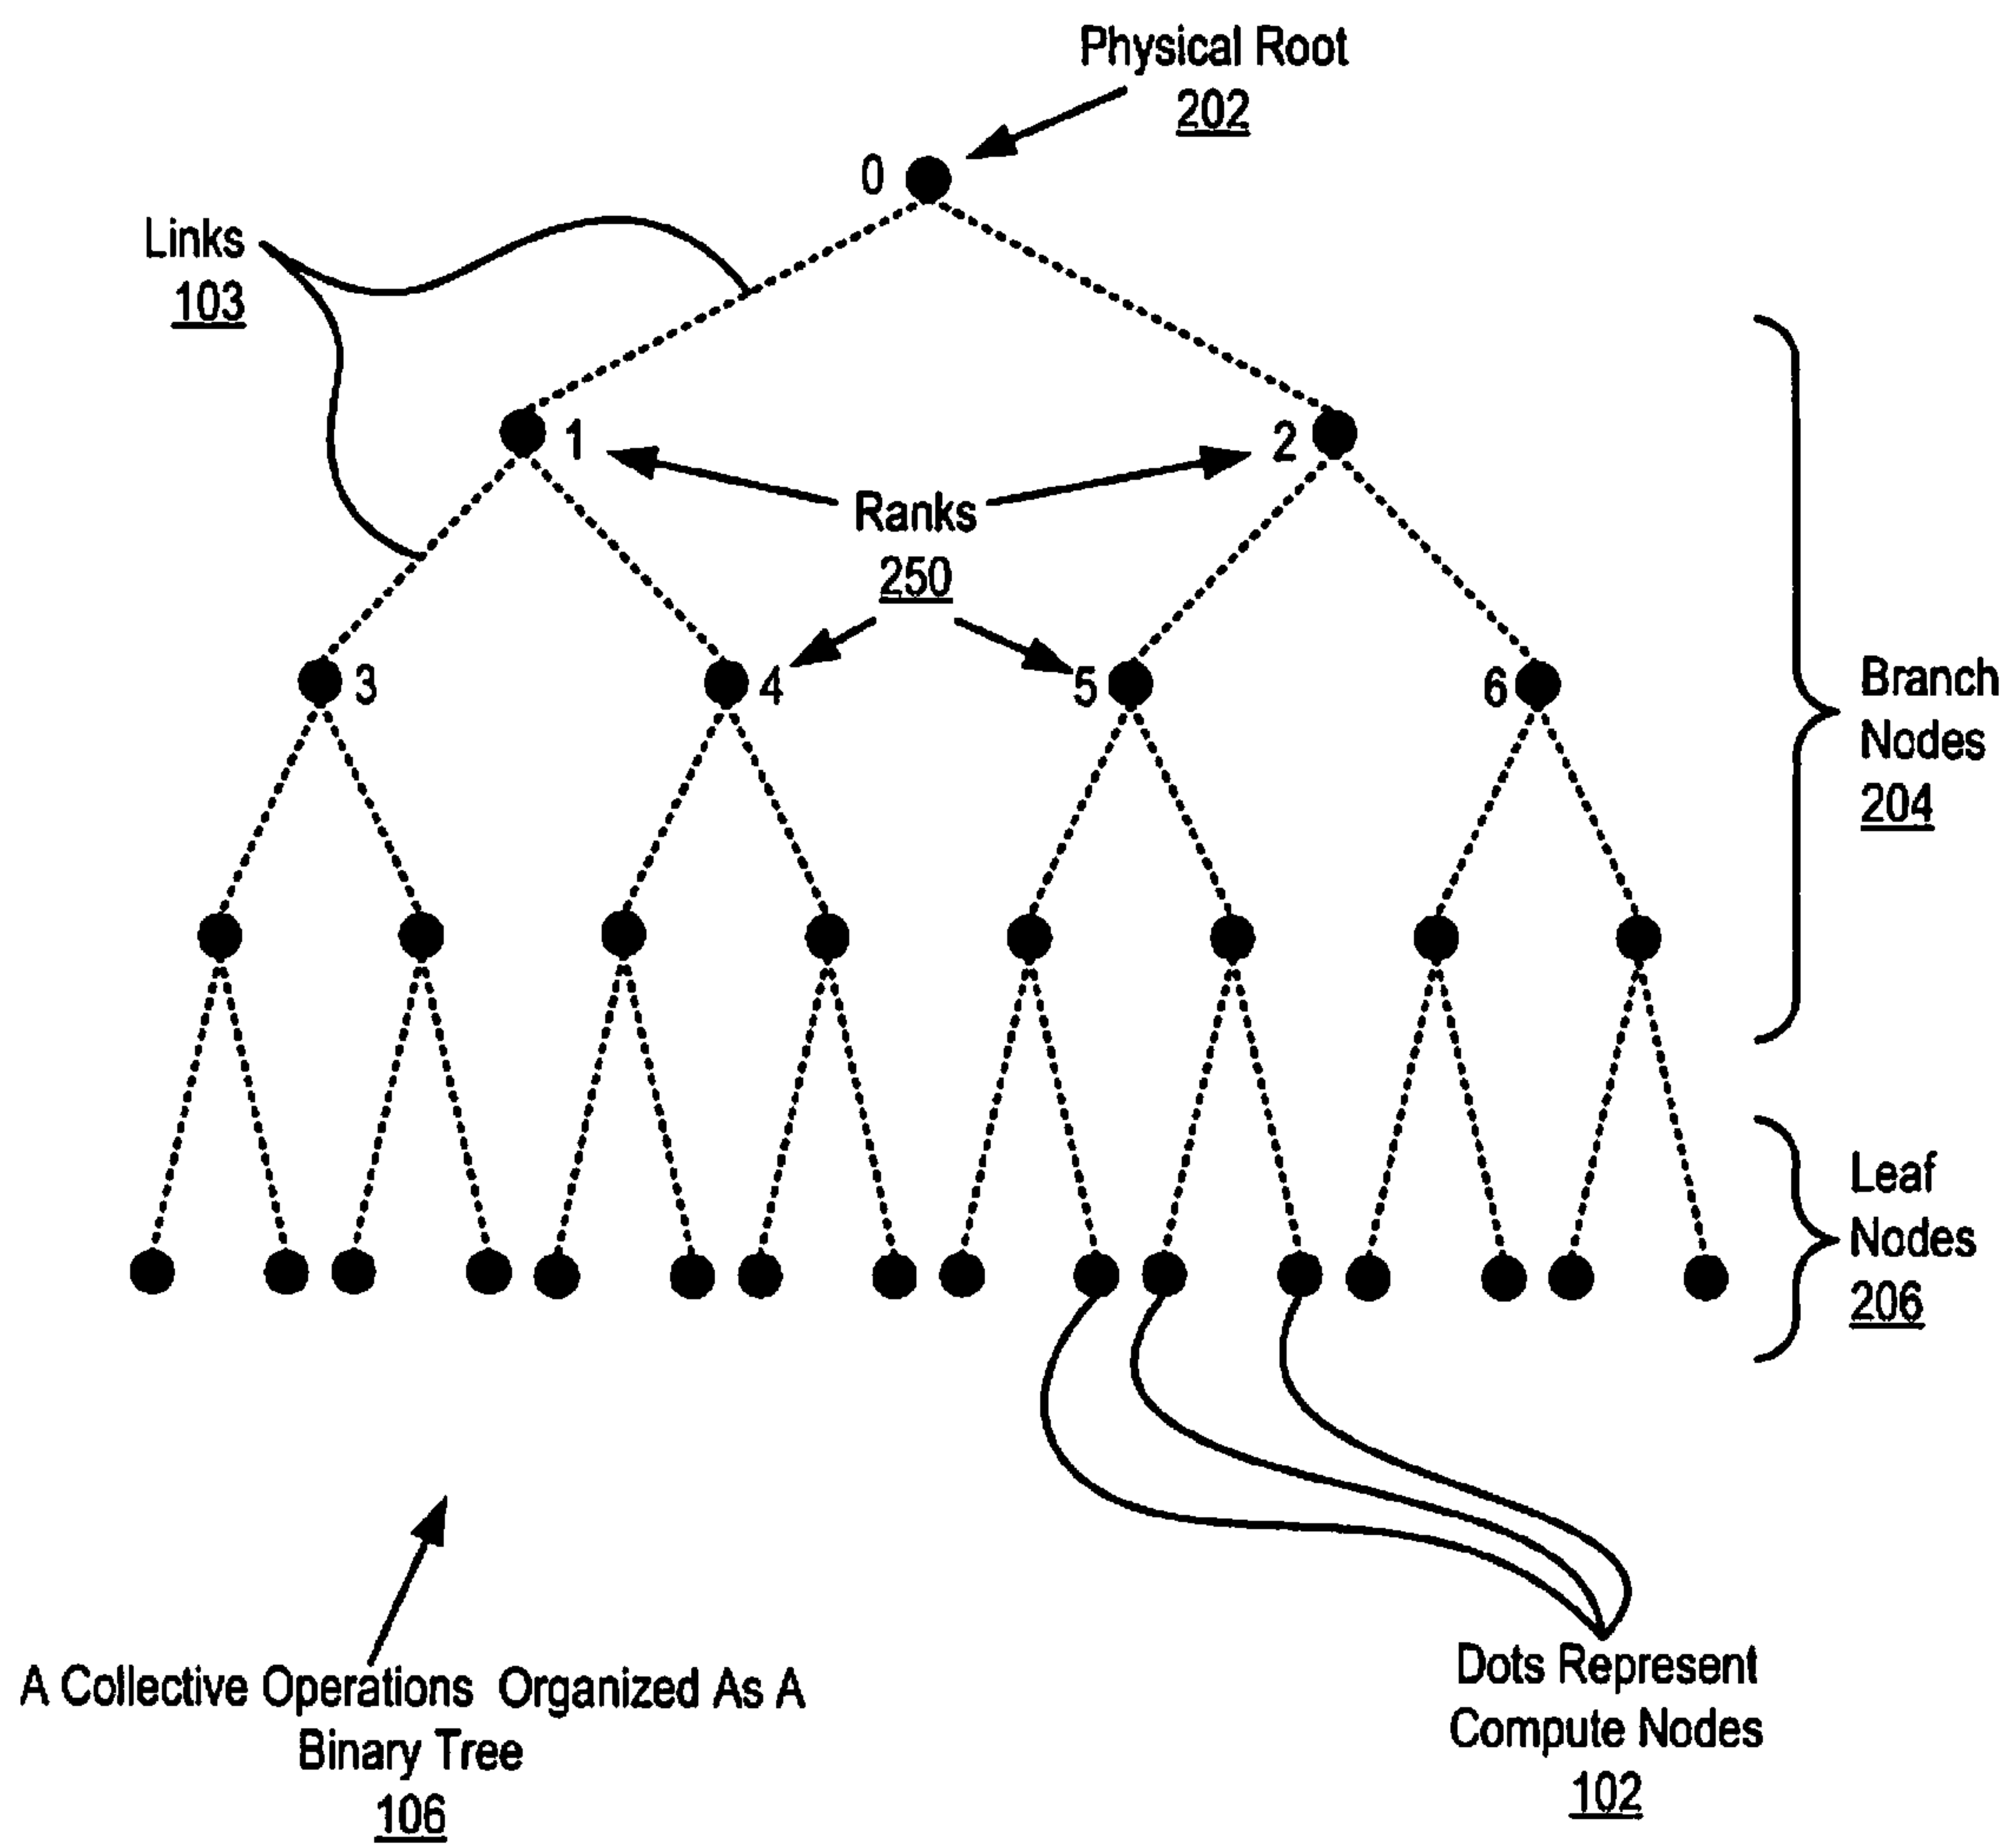 Physical Root
202
0
Links
103
1
2
Ranks
250
3
4
5
6
Branch
Nodes
204
Leaf
Nodes
206
A Collective Operations Organized As A
Binary Tree
106
Dots Represent
Compute Nodes
102